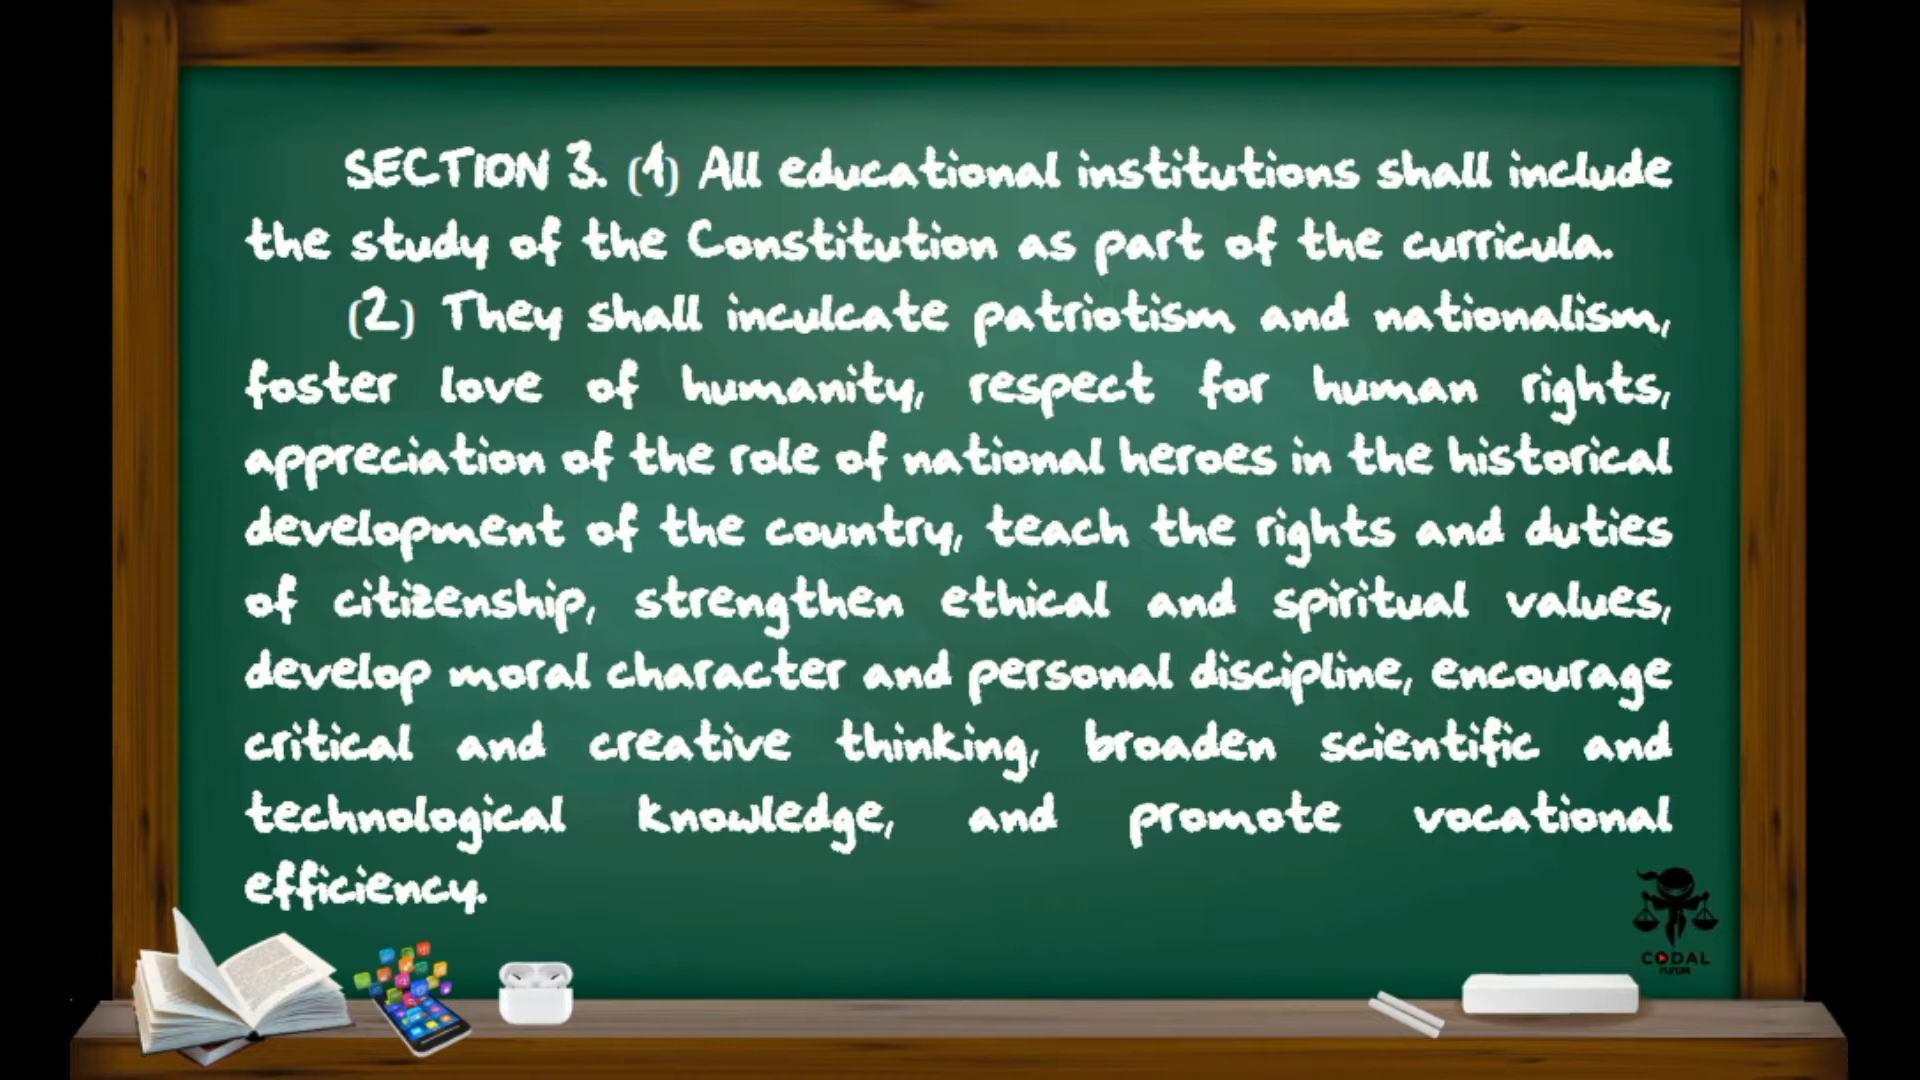 SECTION 3. (1) All educational institutions shall include
the study of the Constitution as part of the curricula.
(2) They shall inculcate patriotism and nationalism,
foster love of humanity, respect for human rights,
appreciation of the role of national heroes in the historical
development of the country, teach the rights and duties
of citizenship, strengthen ethical and spiritual values,
develop moral character and personal discipline, encourage
critical and creative thinking, broaden scientific and
technological knowledge, and promote vocational
efficiency.
CODAL